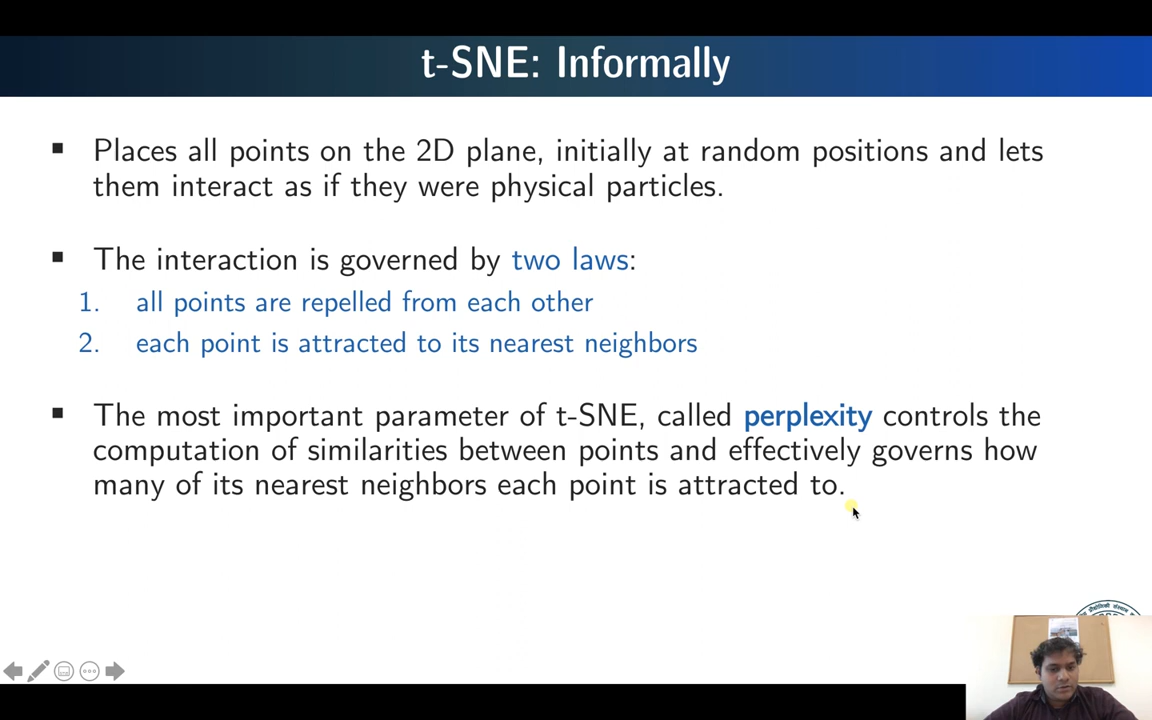 t-SNE: Informally
Places all points on the 2D plane, initially at random positions and lets
them interact as if they were physical particles.
The interaction is governed by two laws:
1. all points are repelled from each other
2. each point is attracted to its nearest neighbors
The most important parameter of t-SNE, called perplexity controls the
computation of similarities between points and effectively governs how
many of its nearest neighbors each point is attracted to.